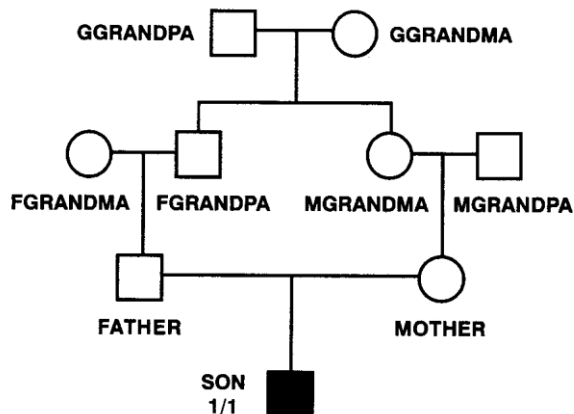 GGRANDPA GGRANDMA
FGRANDMA FGRANDPA MGRANDMA MGRANDPA
FATHER MOTHER
SON
1/1